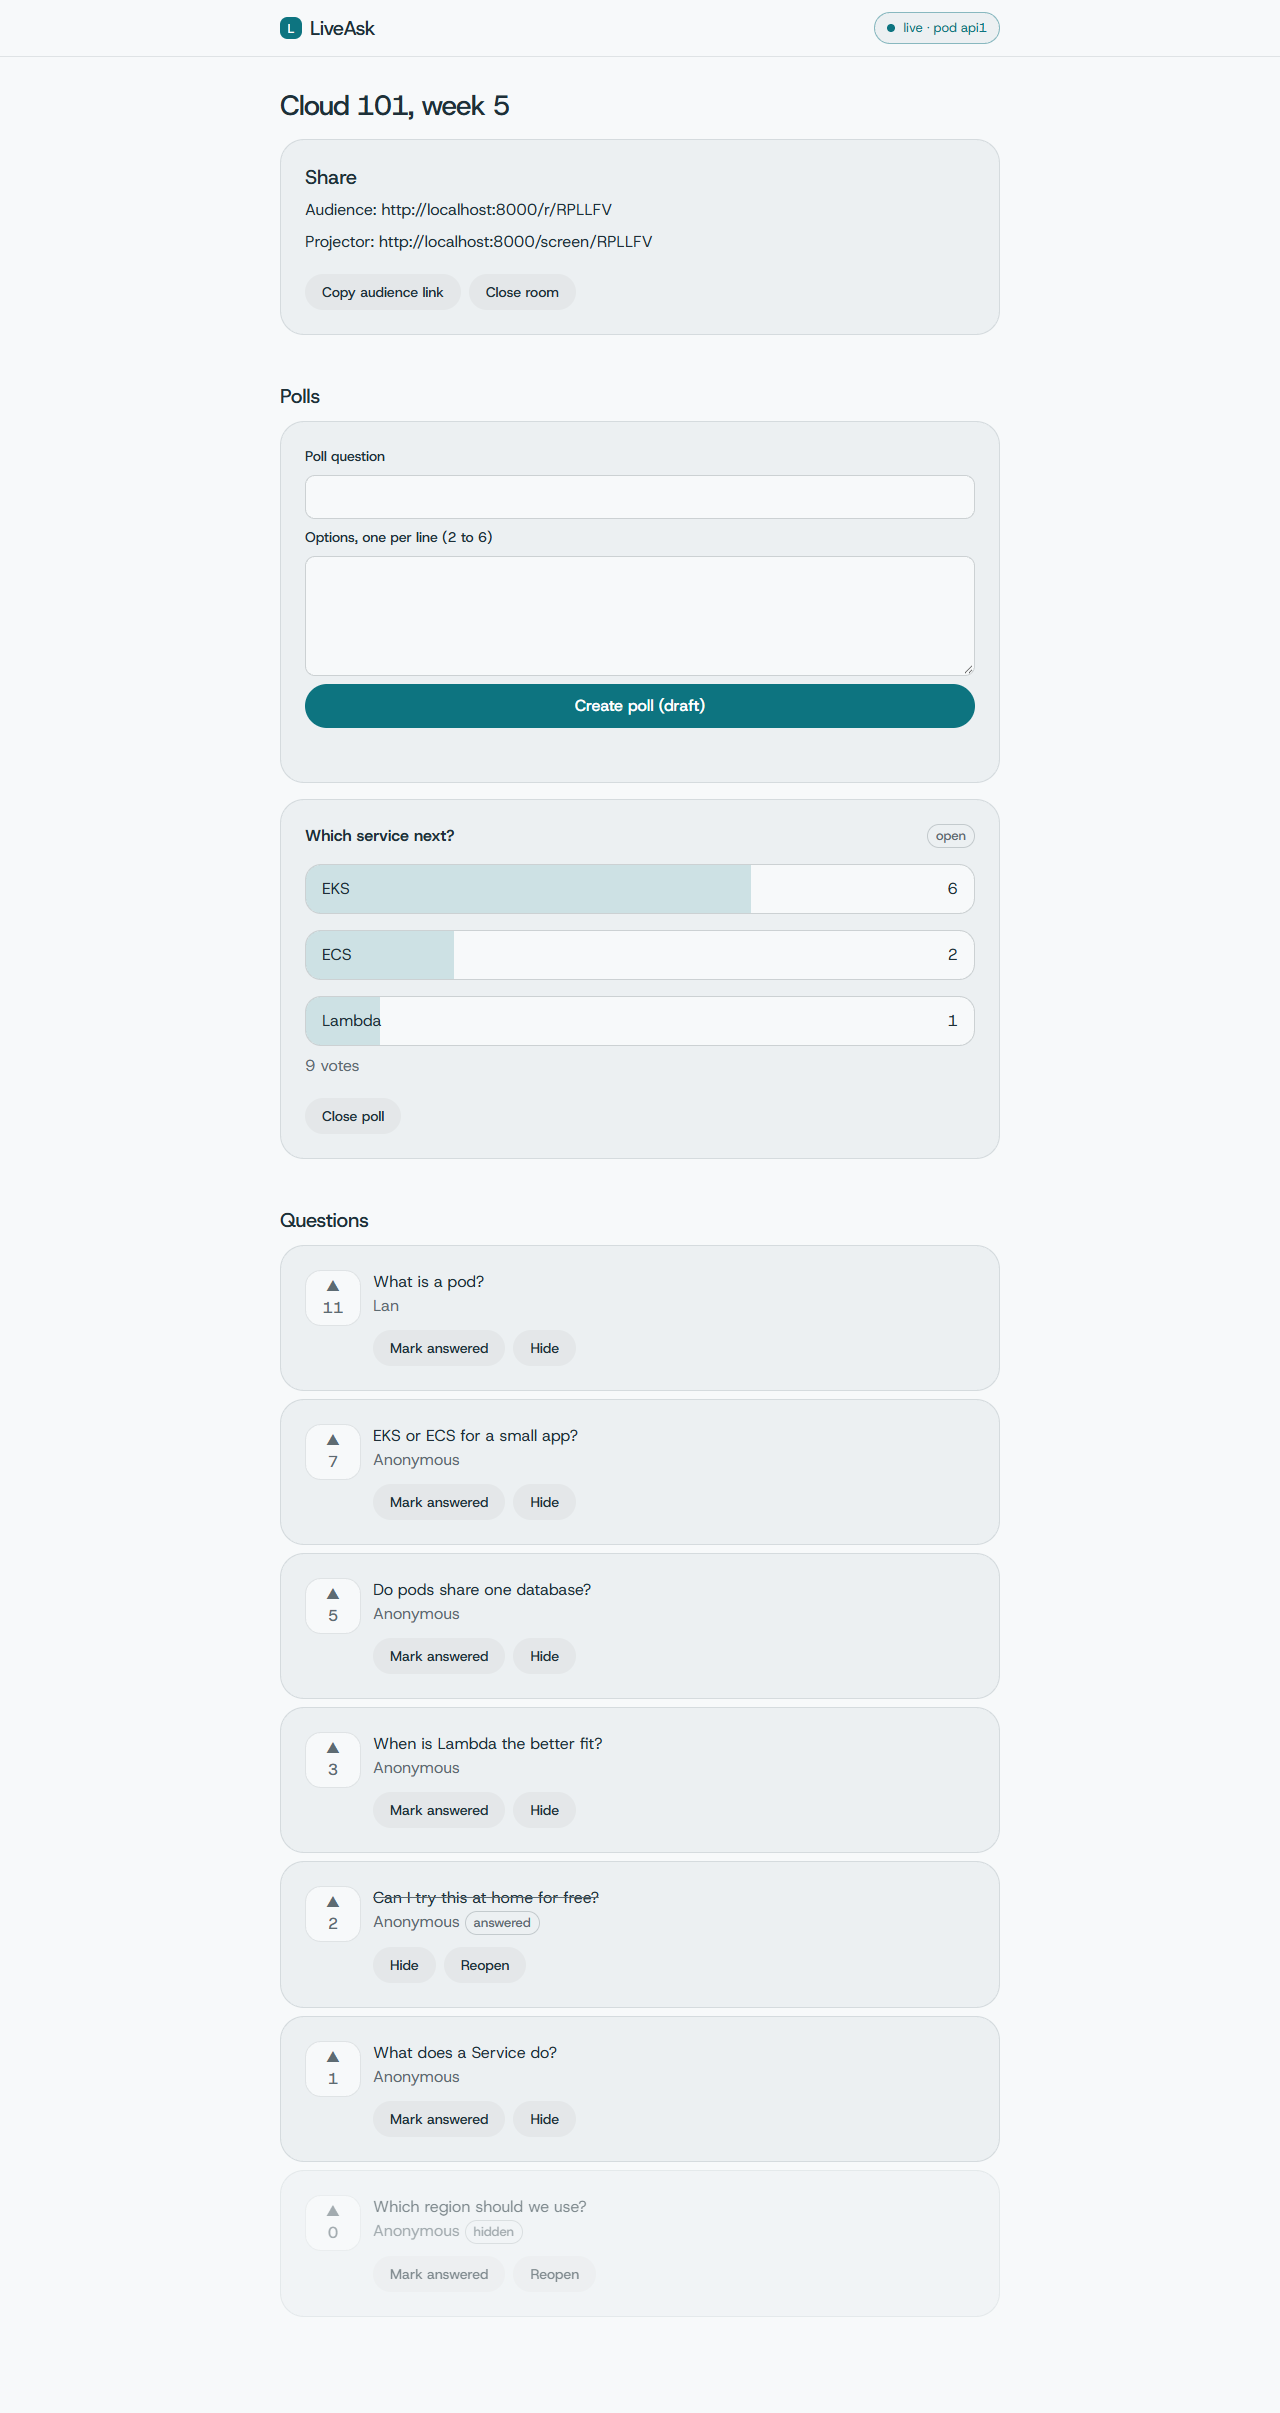 L LiveAsk
live · pod api1
Cloud 101, week 5
Share
Audience: http://localhost:8000/r/RPLLFV
Projector: http://localhost:8000/screen/RPLLFV
Copy audience link Close room
Polls
Poll question
Options, one per line (2 to 6)
Create poll (draft)
Which service next? open
EKS 6
ECS 2
Lambda 1
9 votes
Close poll
Questions
▲ What is a pod?
11 Lan
Mark answered Hide
▲ EKS or ECS for a small app?
7 Anonymous
Mark answered Hide
▲ Do pods share one database?
5 Anonymous
Mark answered Hide
▲ When is Lambda the better fit?
3 Anonymous
Mark answered Hide
▲ Can I try this at home for free?
2 Anonymous answered
Hide Reopen
▲ What does a Service do?
1 Anonymous
Mark answered Hide
▲ Which region should we use?
0 Anonymous hidden
Mark answered Reopen